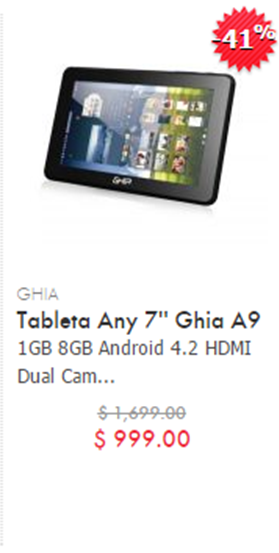 -41%
GHIA
GHIA
Tableta Any 7" Ghia A9
1GB 8GB Android 4.2 HDMI
Dual Cam...
$ 1,699.00
$ 999.00